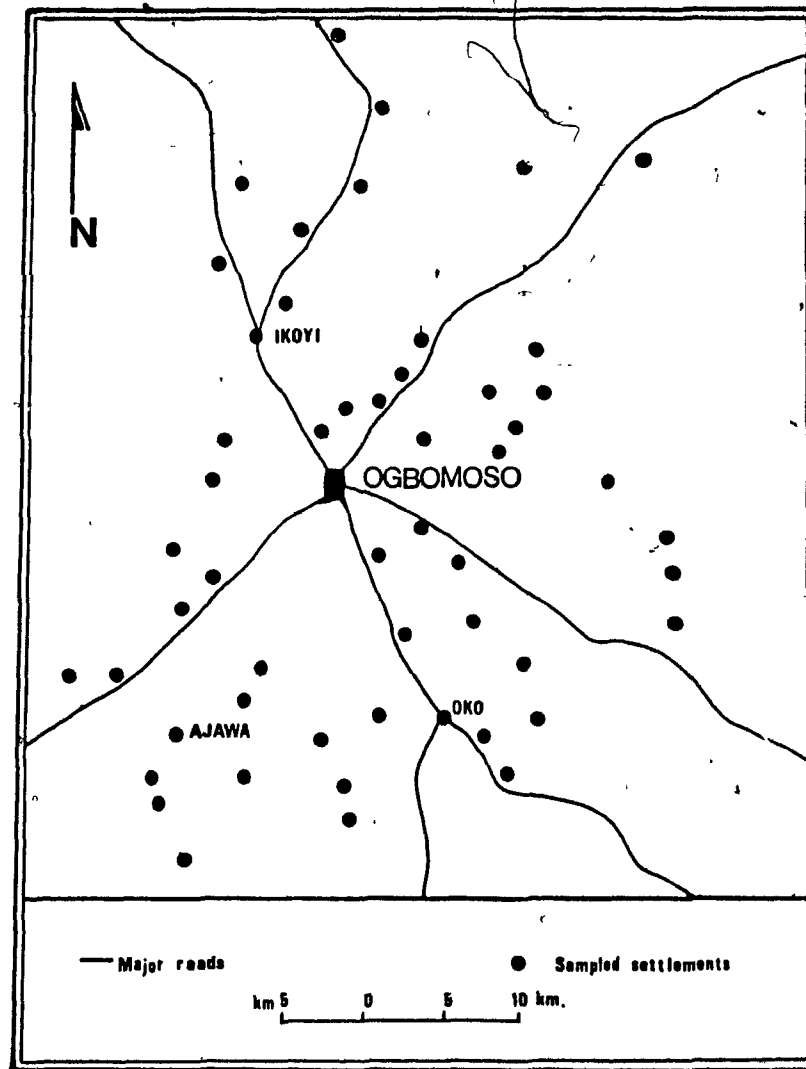 N
IKOYI
OGBOMOSO
OKO
AJAWA
Major roads
Sampled settlements
km 5 0 5 10 km.